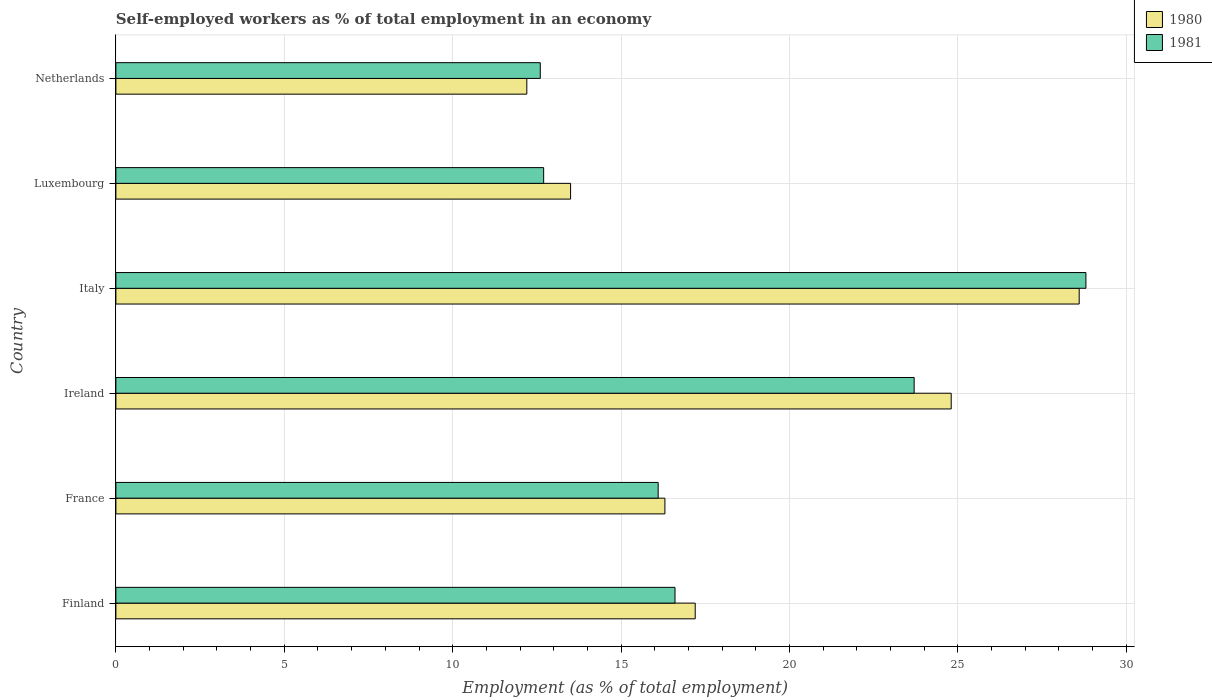 Self-employed workers as % of total employment in an economy
1980
1981
Netherlands
Luxembourg
Italy
Ireland
France
Finland
Country
0
5
10
15
20
25
30
Employment (as % of total employment)